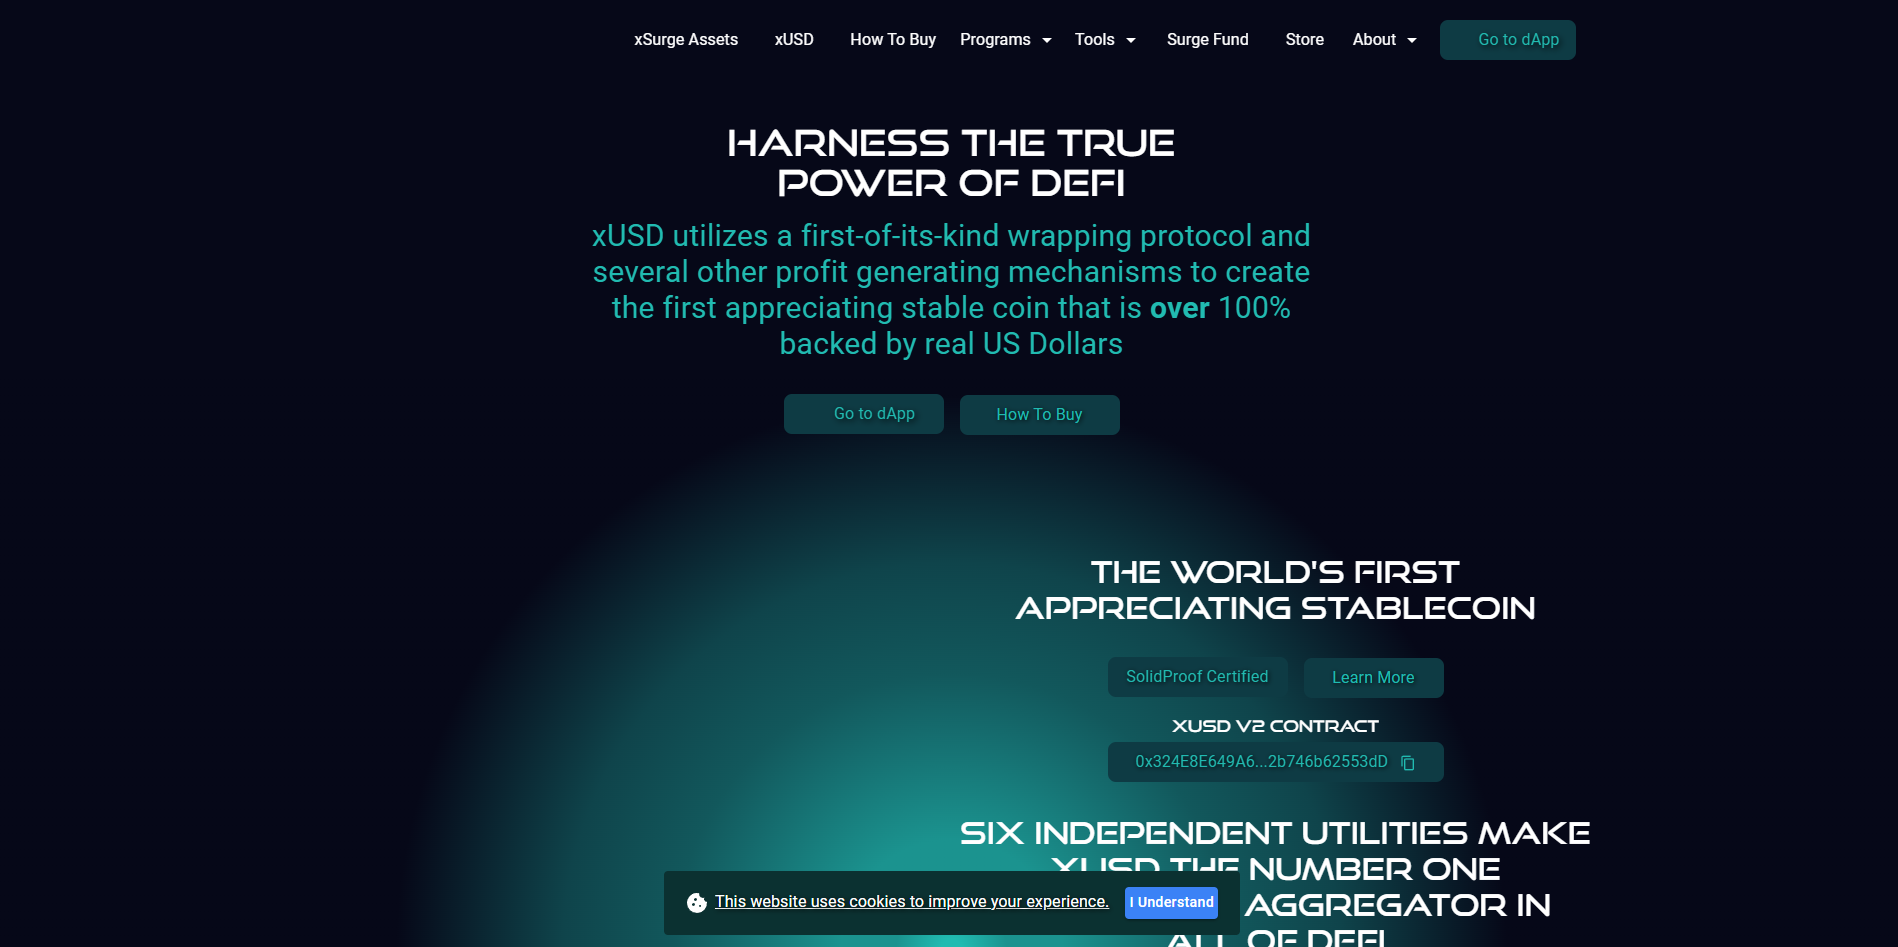 xSurge Assets xUSD How To Buy Programs Tools Surge Fund Store About Go to dApp
HARNESS THE TRUE
POWER OF DEFI
xUSD utilizes a first-of-its-kind wrapping protocol and
several other profit generating mechanisms to create
the first appreciating stable coin that is over 100%
backed by real US Dollars
Go to dApp How To Buy
THE WORLD'S FIRST
APPRECIATING STABLECOIN
SolidProof Certified Learn More
XUSD V2 CONTRACT
0x324E8E649A6...2b746b62553dD
SIX INDEPENDENT UTILITIES MAKE
XUSD THE NUMBER ONE
AGGREGATOR IN
ALL OF DEFI
This website uses cookies to improve your experience. I Understand